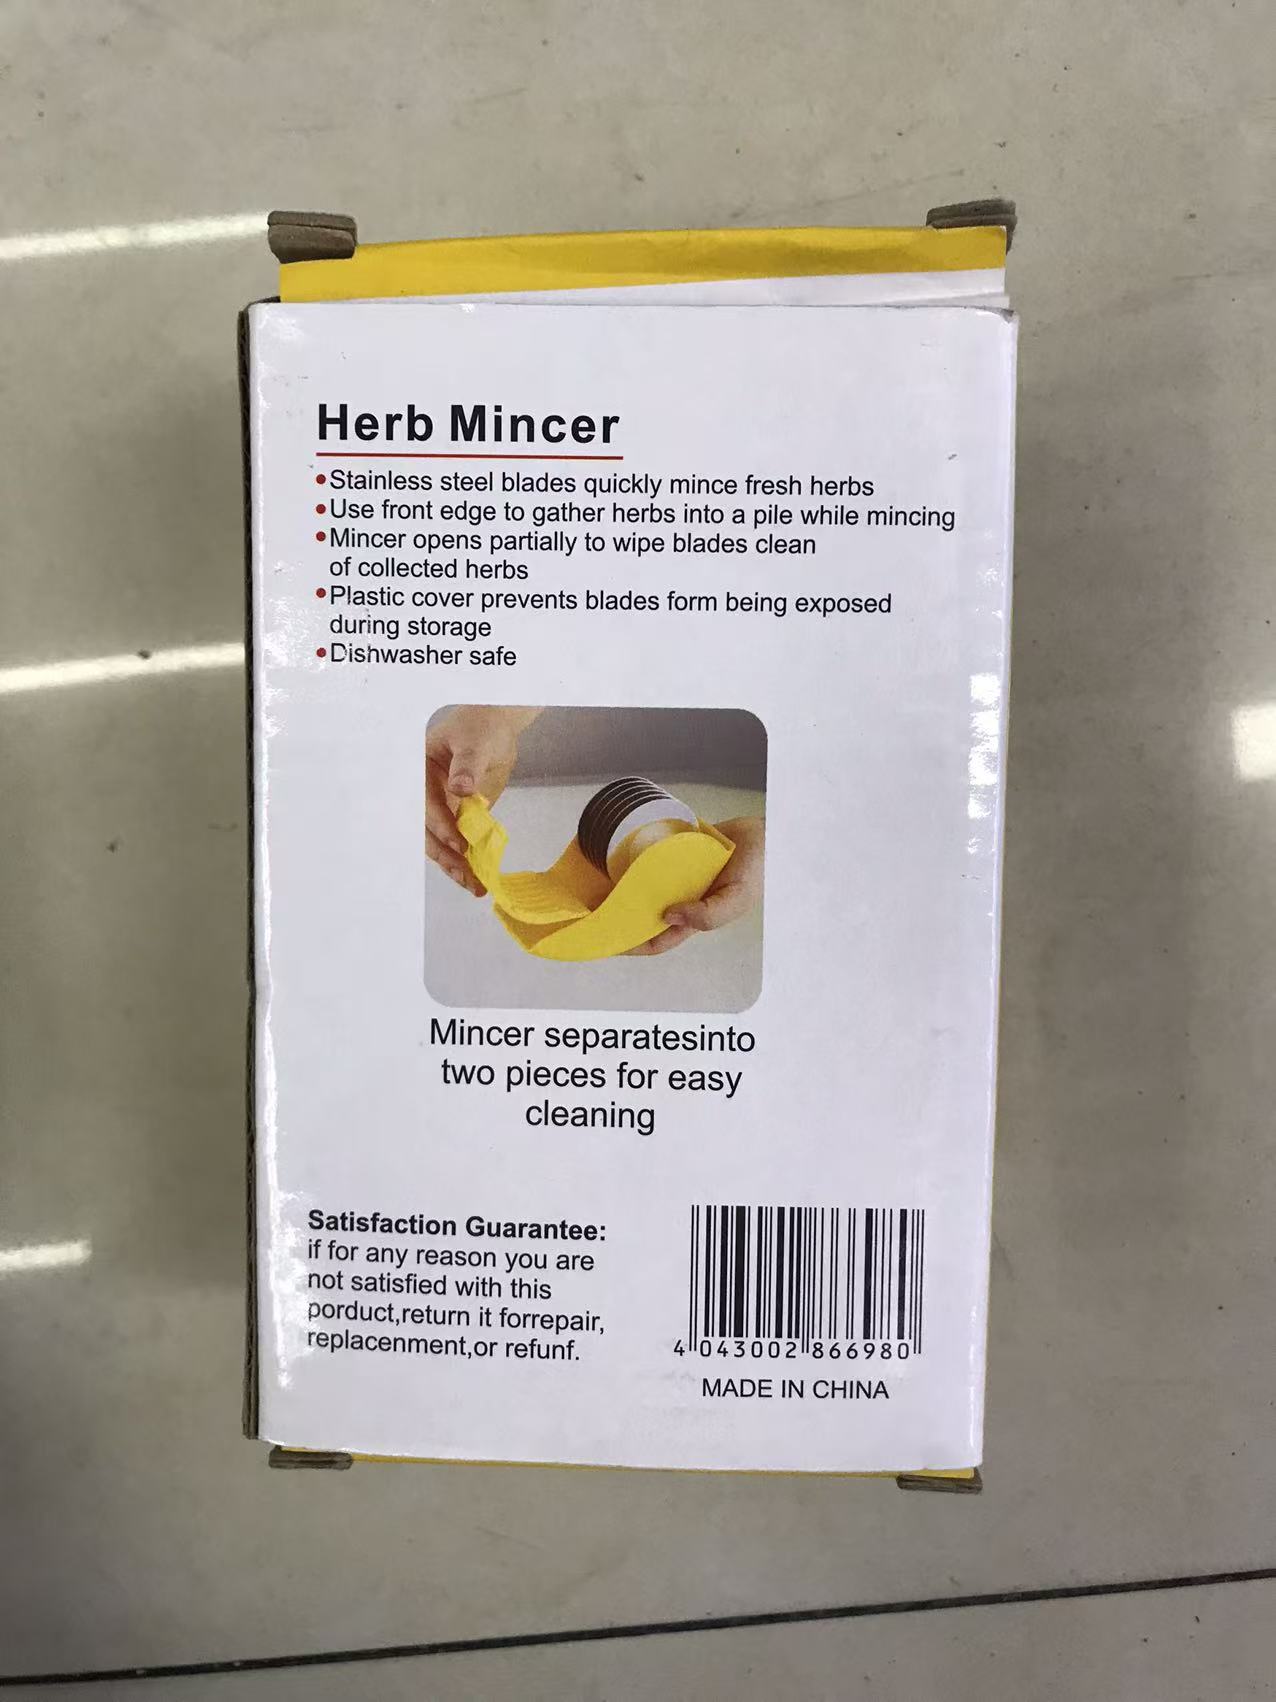 Herb Mincer
•Stainless steel blades quickly mince fresh herbs
•Use front edge to gather herbs into a pile while mincing
•Mincer opens partially to wipe blades clean
of collected herbs
•Plastic cover prevents blades form being exposed
during storage
•Dishwasher safe
Mincer separatesinto
two pieces for easy
cleaning
Satisfaction Guarantee:
if for any reason you are
not satisfied with this
porduct,return it forrepair,
replacenment,or refunf.
4 043002 866980
MADE IN CHINA